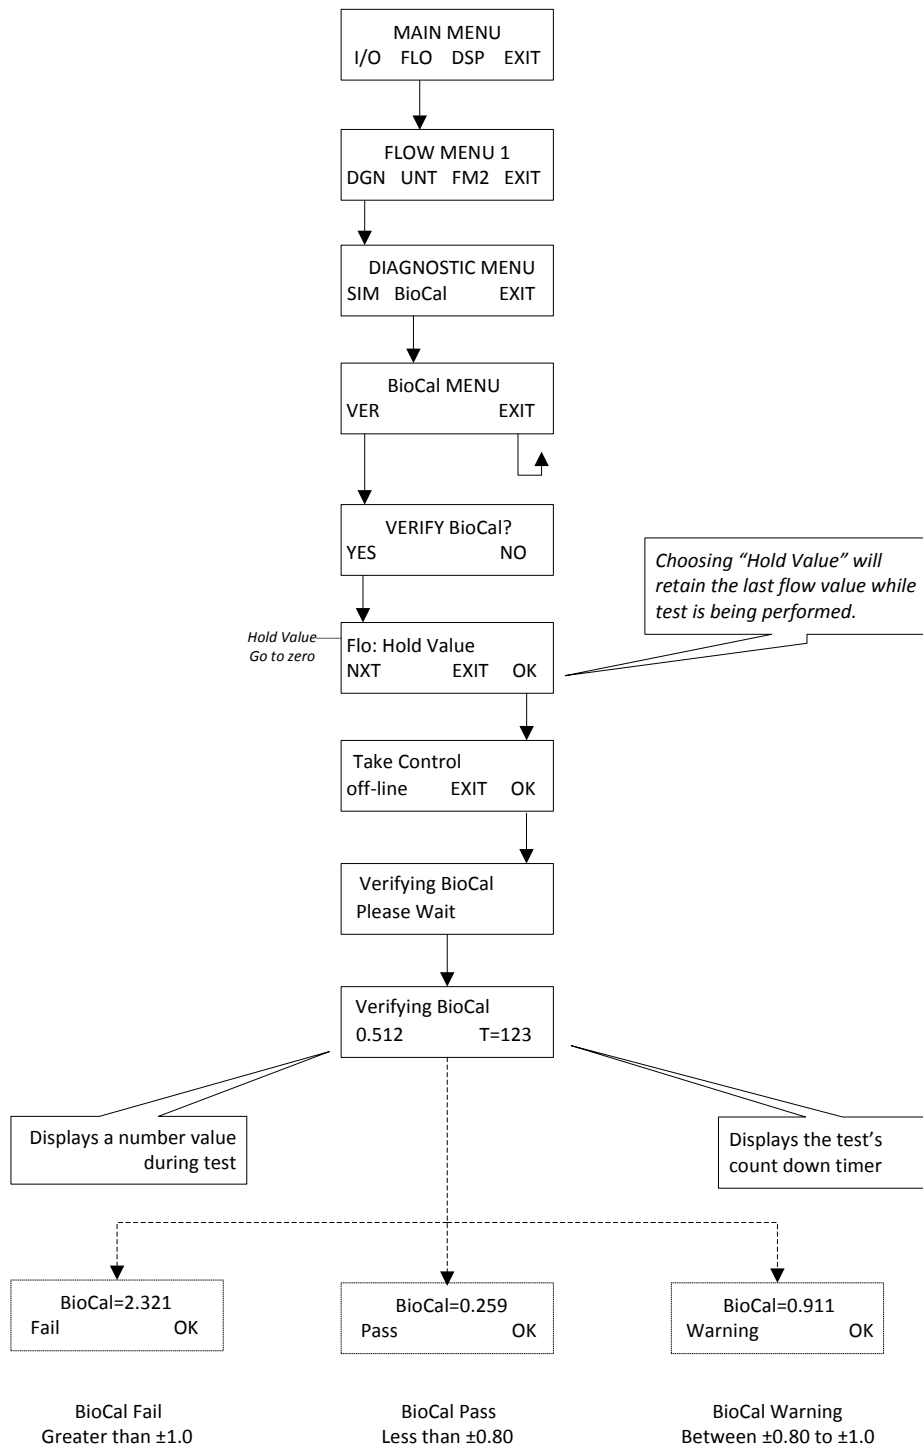 MAIN MENU
I/O FLO DSP EXIT
FLOW MENU 1
DGN UNT FM2 EXIT
DIAGNOSTIC MENU
SIM BioCal EXIT
BioCal MENU
VER EXIT
VERIFY BioCal?
YES NO
Choosing “Hold Value” will
retain the last flow value while
test is being performed.
Hold Value
Go to zero
Flo: Hold Value
NXT EXIT OK
Take Control
off-line EXIT OK
Verifying BioCal
Please Wait
Verifying BioCal
0.512 T=123
Displays a number value
during test
Displays the test’s
count down timer
BioCal=2.321
Fail OK
BioCal=0.259
Pass OK
BioCal=0.911
Warning OK
BioCal Fail
Greater than ±1.0
BioCal Pass
Less than ±0.80
BioCal Warning
Between ±0.80 to ±1.0